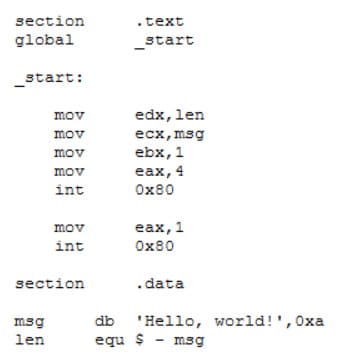 section .text
global _start
_start:
mov edx,len
mov ecx,msg
mov ebx,1
mov eax,4
int 0x80
mov eax,1
int 0x80
section .data
msg db 'Hello, world!',0xa
len equ $ - msg